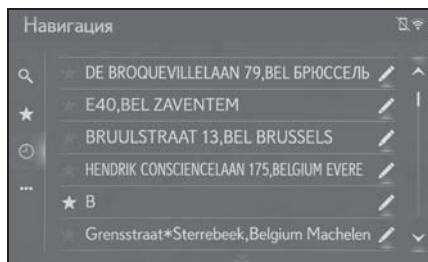 Навигация
DE BROQUEVILLELAAN 79,BEL БРЮССЕЛЬ
E40,BEL ZAVENTEM
BRUULSTRAAT 13,BEL BRUSSELS
HENDRIK CONSCIENCELAAN 175,BELGIUM EVERE
B
Grensstraat*Sterrebeek,Belgium Machelen